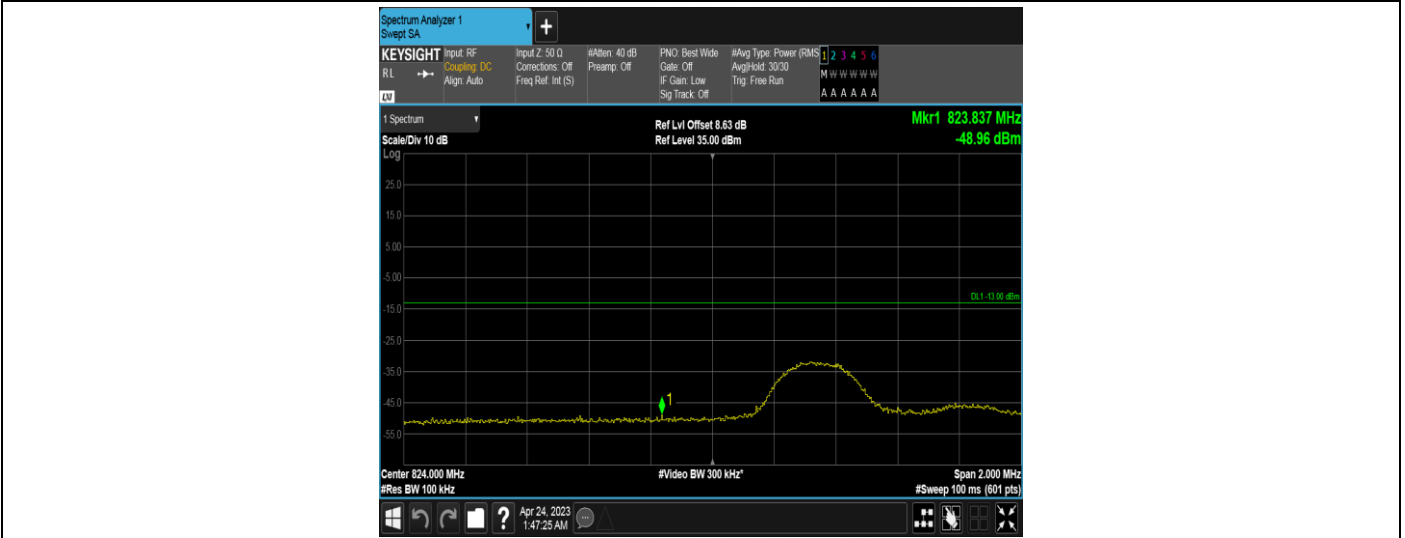 Spectrum Analyzer 1
Swept SA
+
KEYSIGHT Input: RF Input Z: 50 Ω #Atten: 40 dB PNO: Best Wide #Avg Type: Power (RMS 1 2 3 4 5 6
RL Coupling: DC Corrections: Off Preamp: Off Gate: Off Avg|Hold: 30/30 M W W W W W
Align: Auto Freq Ref: Int (S) IF Gain: Low Trig: Free Run
LXI Sig Track: Off A A A A A A
1 Spectrum Ref Lvl Offset 8.63 dB Mkr1 823.837 MHz
Scale/Div 10 dB Ref Level 35.00 dBm -48.96 dBm
Log
25.0
15.0
5.00
-5.00
DL1 -13.00 dBm
-15.0
-25.0
-35.0
-45.0
1
-55.0
Center 824.000 MHz #Video BW 300 kHz* Span 2.000 MHz
#Res BW 100 kHz #Sweep 100 ms (601 pts)
? Apr 24, 2023
1:47:25 AM